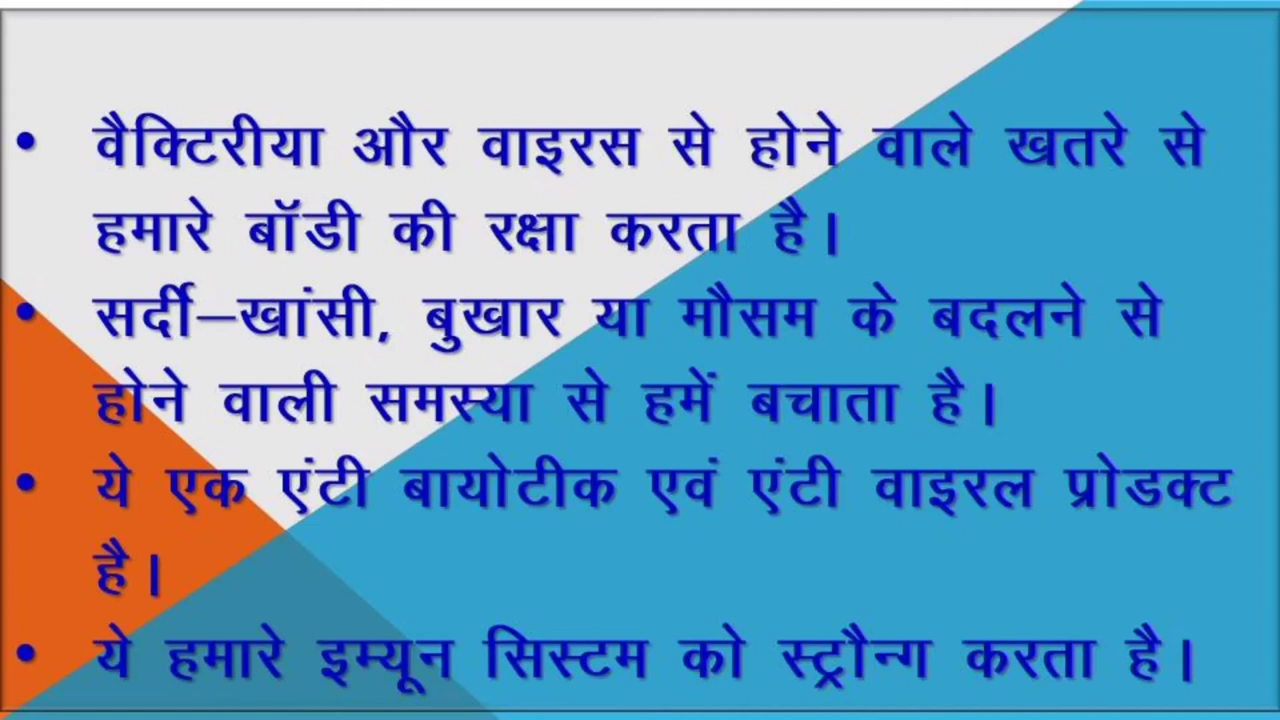 • वैक्टिरीया और वाइरस से होने वाले खतरे से
हमारे बॉडी की रक्षा करता है।
• सर्दी–खांसी, बुखार या मौसम के बदलने से
होने वाली समस्या से हमें बचाता है।
• ये एक एंटी बायोटीक एवं एंटी वाइरल प्रोडक्ट
है।
• ये हमारे इम्यून सिस्टम को स्ट्रौन्ग करता है।